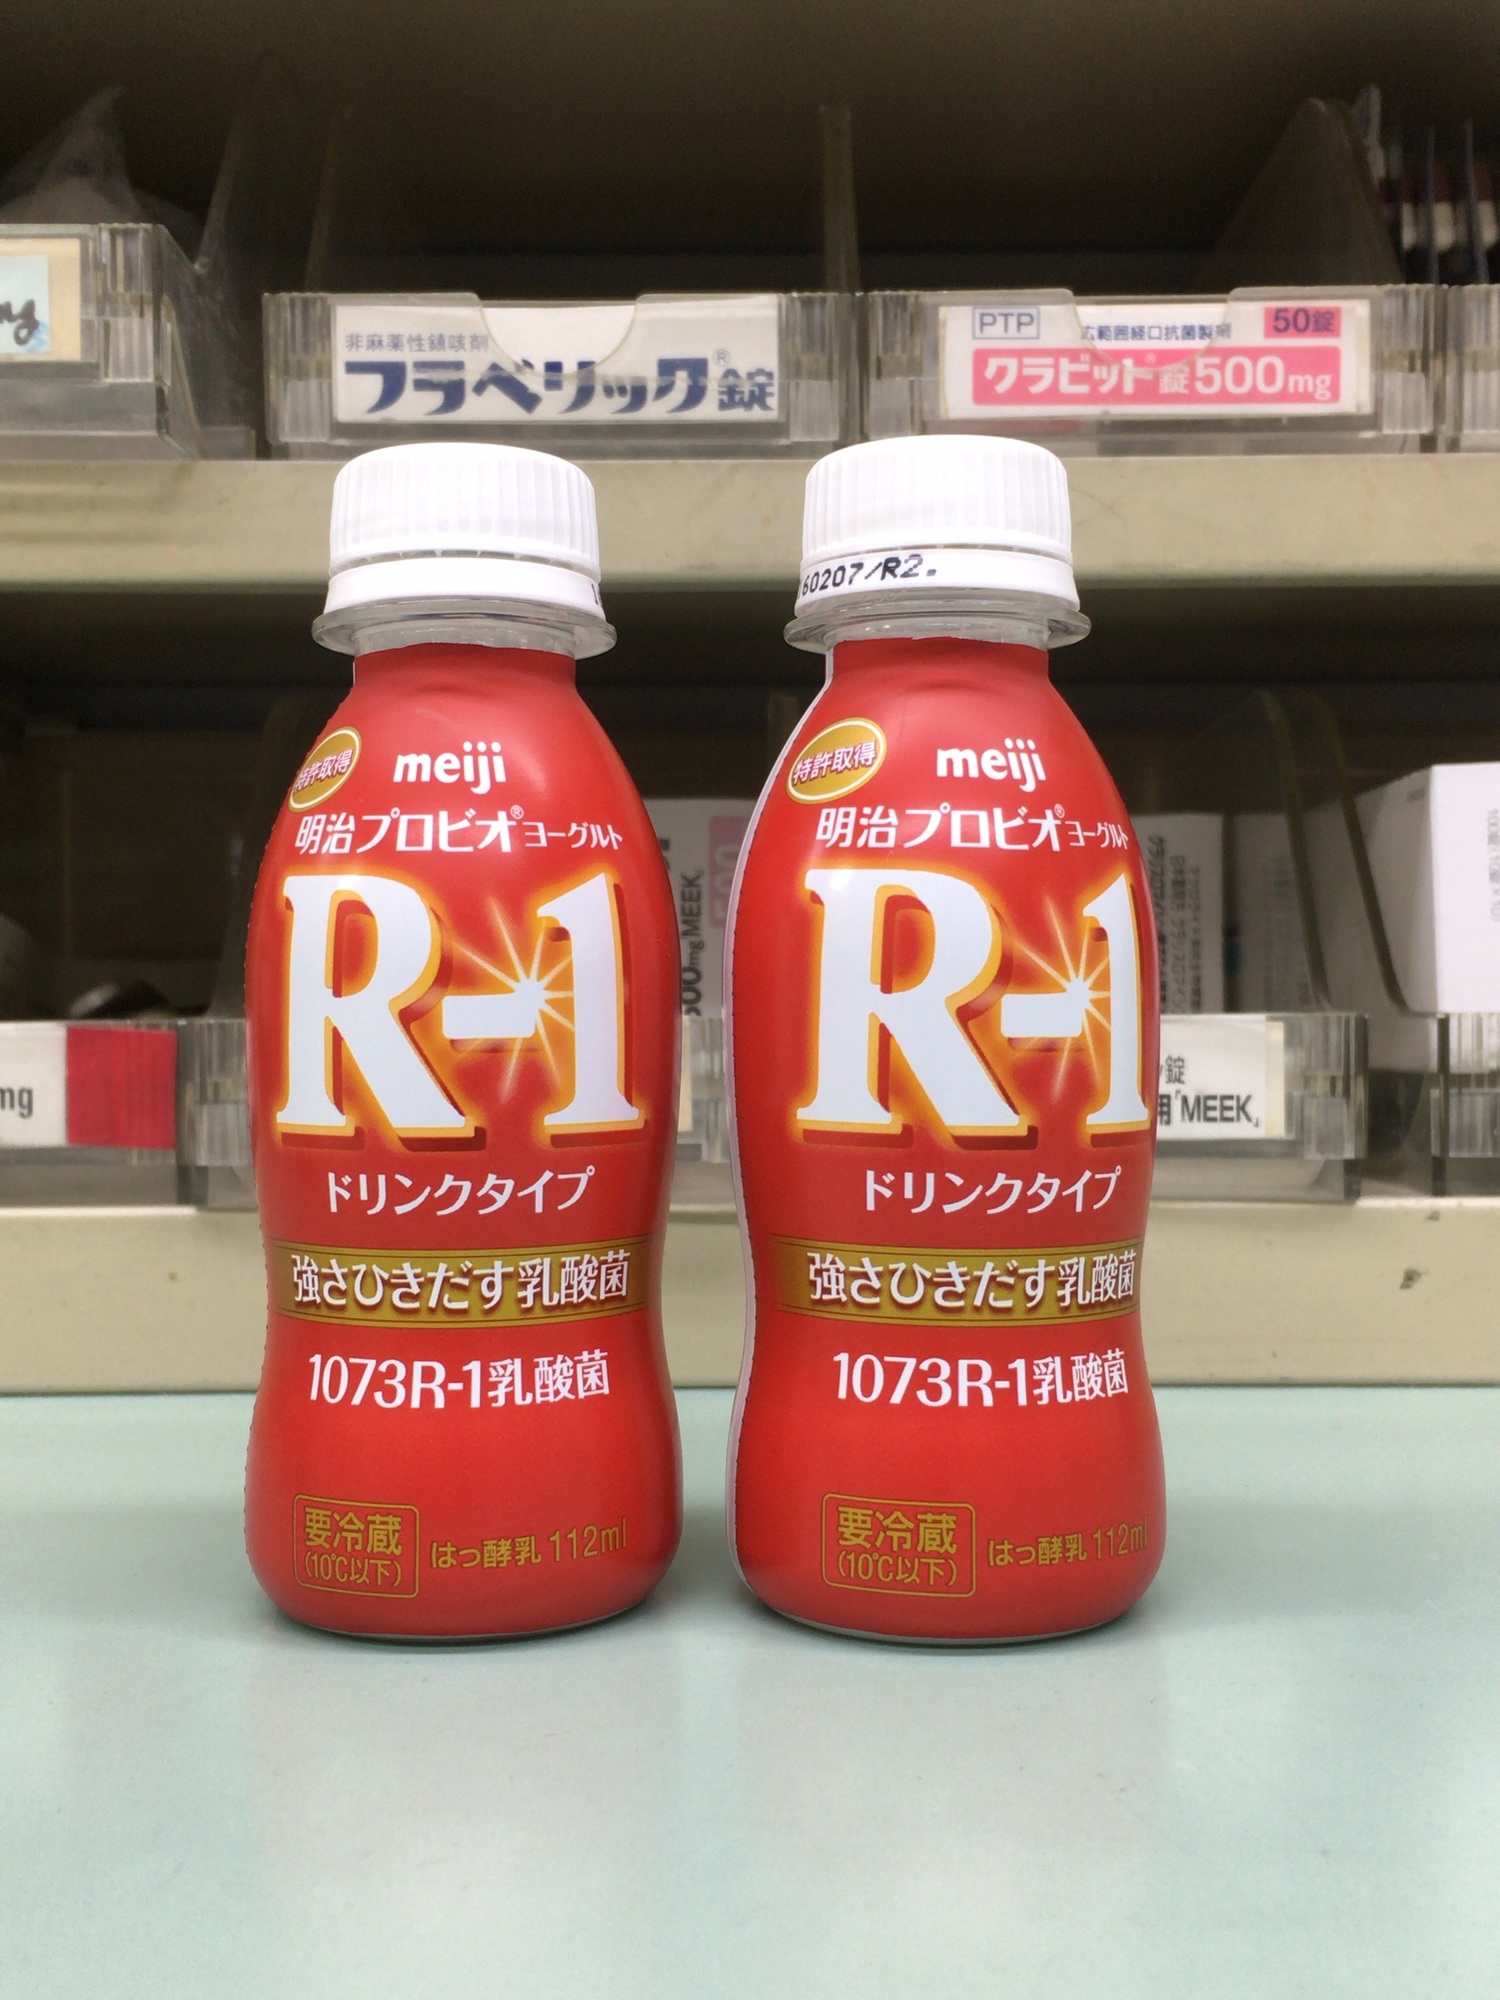 非麻薬性鎮咳剤
フラベリック®錠
PTP
広範囲経口抗菌製剤
50錠
クラビット®錠500mg
60207/R2.
特許取得
meiji
明治プロビオ®ヨーグルト
R-1
ドリンクタイプ
強さひきだす乳酸菌
1073R-1乳酸菌
要冷蔵
(10℃以下)
はっ酵乳 112ml
特許取得
meiji
明治プロビオ®ヨーグルト
R-1
ドリンクタイプ
強さひきだす乳酸菌
1073R-1乳酸菌
要冷蔵
(10℃以下)
はっ酵乳 112ml
mg
500mg「MEEK」
錠
用「MEEK」